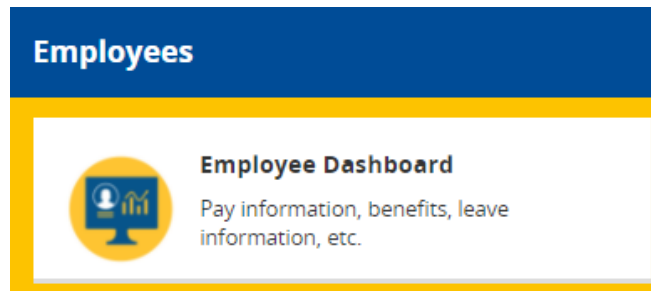 Employees
Employee Dashboard
Pay information, benefits, leave
information, etc.